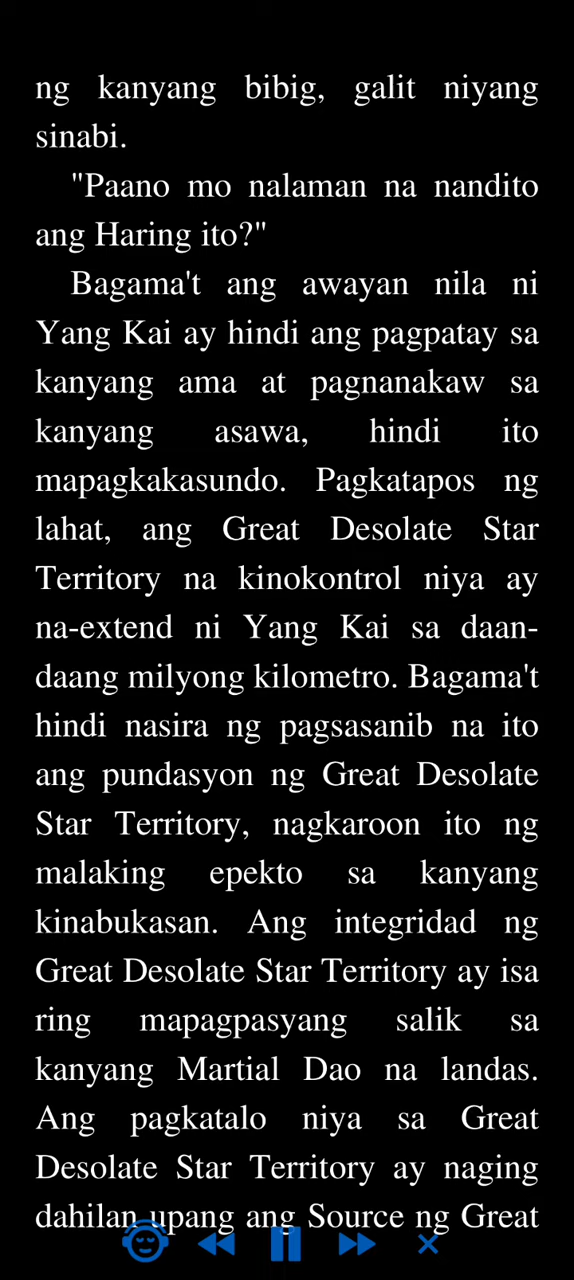 ng kanyang bibig, galit niyang
sinabi.
"Paano mo nalaman na nandito
ang Haring ito?"
Bagama't ang awayan nila ni
Yang Kai ay hindi ang pagpatay sa
kanyang ama at pagnanakaw sa
kanyang asawa, hindi ito
mapagkakasundo. Pagkatapos ng
lahat, ang Great Desolate Star
Territory na kinokontrol niya ay
na-extend ni Yang Kai sa daan-
daang milyong kilometro. Bagama't
hindi nasira ng pagsasanib na ito
ang pundasyon ng Great Desolate
Star Territory, nagkaroon ito ng
malaking epekto sa kanyang
kinabukasan. Ang integridad ng
Great Desolate Star Territory ay isa
ring mapagpasyang salik sa
kanyang Martial Dao na landas.
Ang pagkatalo niya sa Great
Desolate Star Territory ay naging
dahilan upang ang Source ng Great